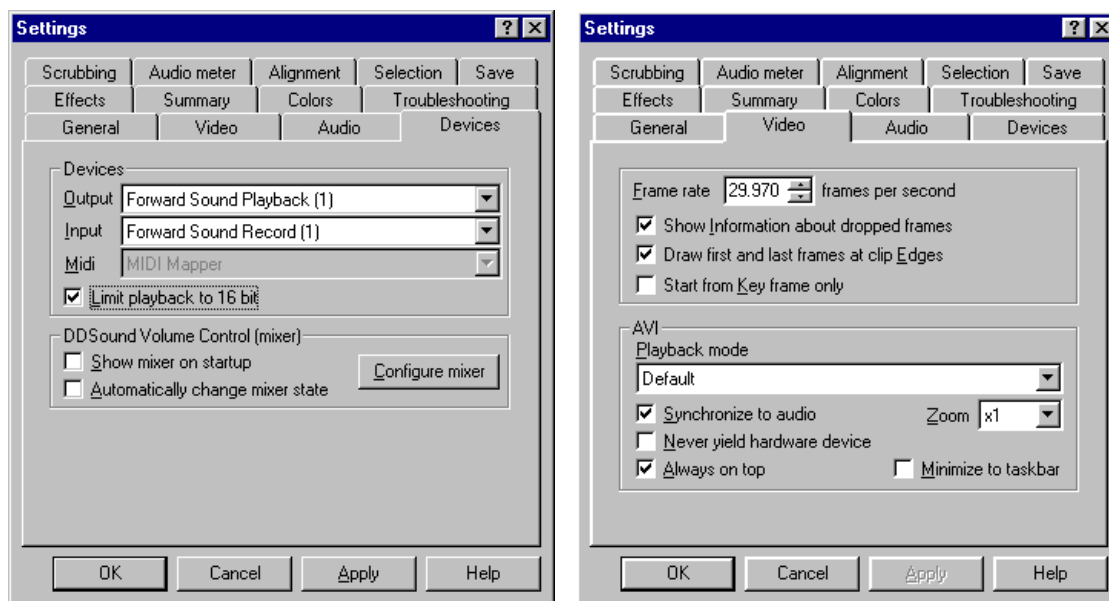 Settings
Scrubbing Audio meter Alignment Selection Save
Effects Summary Colors Troubleshooting
General Video Audio Devices
Devices
Output Forward Sound Playback (1)
Input Forward Sound Record (1)
Midi MIDI Mapper
Limit playback to 16 bit
DDSound Volume Control (mixer)
Show mixer on startup
Configure mixer
Automatically change mixer state
OK Cancel Apply Help
Settings
Scrubbing Audio meter Alignment Selection Save
Effects Summary Colors Troubleshooting
General Video Audio Devices
Frame rate 29.970 frames per second
Show Information about dropped frames
Draw first and last frames at clip Edges
Start from Key frame only
AVI
Playback mode
Default
Synchronize to audio Zoom x1
Never yield hardware device
Always on top Minimize to taskbar
OK Cancel Apply Help